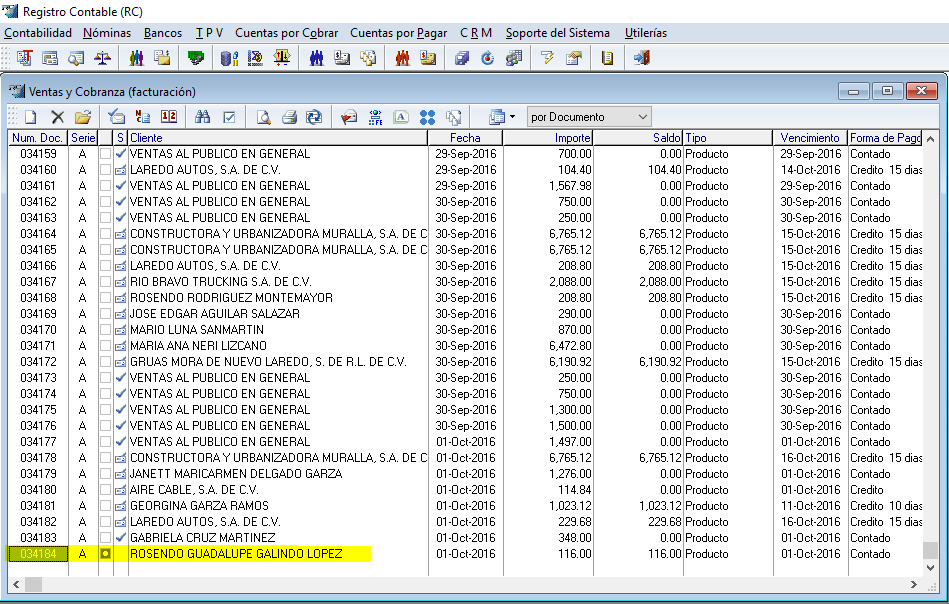 Registro Contable (RC)
Contabilidad Nóminas Bancos T P V Cuentas por Cobrar Cuentas por Pagar C R M Soporte del Sistema Utilerías
Ventas y Cobranza (facturación)
por Documento
Num. Doc. Serie S Cliente Fecha Importe Saldo Tipo Vencimiento Forma de Pago
034159 A VENTAS AL PUBLICO EN GENERAL 29-Sep-2016 700.00 0.00 Producto 29-Sep-2016 Contado
034160 A LAREDO AUTOS, S.A. DE C.V. 29-Sep-2016 104.40 104.40 Producto 14-Oct-2016 Credito 15 dias
034161 A VENTAS AL PUBLICO EN GENERAL 29-Sep-2016 1,567.98 0.00 Producto 29-Sep-2016 Contado
034162 A VENTAS AL PUBLICO EN GENERAL 30-Sep-2016 750.00 0.00 Producto 30-Sep-2016 Contado
034163 A VENTAS AL PUBLICO EN GENERAL 30-Sep-2016 250.00 0.00 Producto 30-Sep-2016 Contado
034164 A CONSTRUCTORA Y URBANIZADORA MURALLA, S.A. DE C 30-Sep-2016 6,765.12 6,765.12 Producto 15-Oct-2016 Credito 15 dias
034165 A CONSTRUCTORA Y URBANIZADORA MURALLA, S.A. DE C 30-Sep-2016 6,765.12 6,765.12 Producto 15-Oct-2016 Credito 15 dias
034166 A LAREDO AUTOS, S.A. DE C.V. 30-Sep-2016 208.80 208.80 Producto 15-Oct-2016 Credito 15 dias
034167 A RIO BRAVO TRUCKING S.A. DE C.V. 30-Sep-2016 2,088.00 2,088.00 Producto 15-Oct-2016 Credito 15 dias
034168 A ROSENDO RODRIGUEZ MONTEMAYOR 30-Sep-2016 208.80 208.80 Producto 15-Oct-2016 Credito 15 dias
034169 A JOSE EDGAR AGUILAR SALAZAR 30-Sep-2016 290.00 0.00 Producto 30-Sep-2016 Contado
034170 A MARIO LUNA SANMARTIN 30-Sep-2016 870.00 0.00 Producto 30-Sep-2016 Contado
034171 A MARIA ANA NERI LIZCANO 30-Sep-2016 6,472.80 0.00 Producto 30-Sep-2016 Contado
034172 A GRUAS MORA DE NUEVO LAREDO, S. DE R.L. DE C.V. 30-Sep-2016 6,190.92 6,190.92 Producto 15-Oct-2016 Credito 15 dias
034173 A VENTAS AL PUBLICO EN GENERAL 30-Sep-2016 250.00 0.00 Producto 30-Sep-2016 Contado
034174 A VENTAS AL PUBLICO EN GENERAL 30-Sep-2016 750.00 0.00 Producto 30-Sep-2016 Contado
034175 A VENTAS AL PUBLICO EN GENERAL 30-Sep-2016 1,300.00 0.00 Producto 30-Sep-2016 Contado
034176 A VENTAS AL PUBLICO EN GENERAL 30-Sep-2016 1,500.00 0.00 Producto 30-Sep-2016 Contado
034177 A VENTAS AL PUBLICO EN GENERAL 01-Oct-2016 1,497.00 0.00 Producto 01-Oct-2016 Contado
034178 A CONSTRUCTORA Y URBANIZADORA MURALLA, S.A. DE C 01-Oct-2016 6,765.12 6,765.12 Producto 16-Oct-2016 Credito 15 dias
034179 A JANETT MARICARMEN DELGADO GARZA 01-Oct-2016 1,276.00 0.00 Producto 01-Oct-2016 Contado
034180 A AIRE CABLE, S.A. DE C.V. 01-Oct-2016 114.84 0.00 Producto 01-Oct-2016 Credito
034181 A GEORGINA GARZA RAMOS 01-Oct-2016 1,023.12 1,023.12 Producto 11-Oct-2016 Credito 10 dias
034182 A LAREDO AUTOS, S.A. DE C.V. 01-Oct-2016 229.68 229.68 Producto 16-Oct-2016 Credito 15 dias
034183 A GABRIELA CRUZ MARTINEZ 01-Oct-2016 348.00 0.00 Producto 01-Oct-2016 Contado
034184 A ROSENDO GUADALUPE GALINDO LOPEZ 01-Oct-2016 116.00 116.00 Producto 01-Oct-2016 Contado